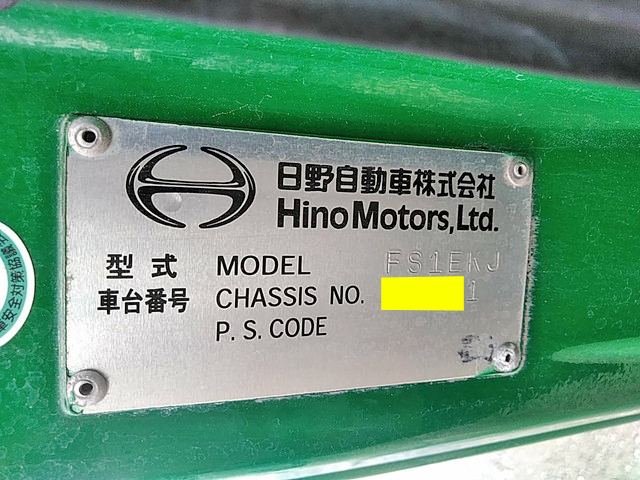 日野自動車株式会社
Hino Motors, Ltd.
型式 MODEL FS1EKJ
車台番号 CHASSIS NO. 1
P. S. CODE